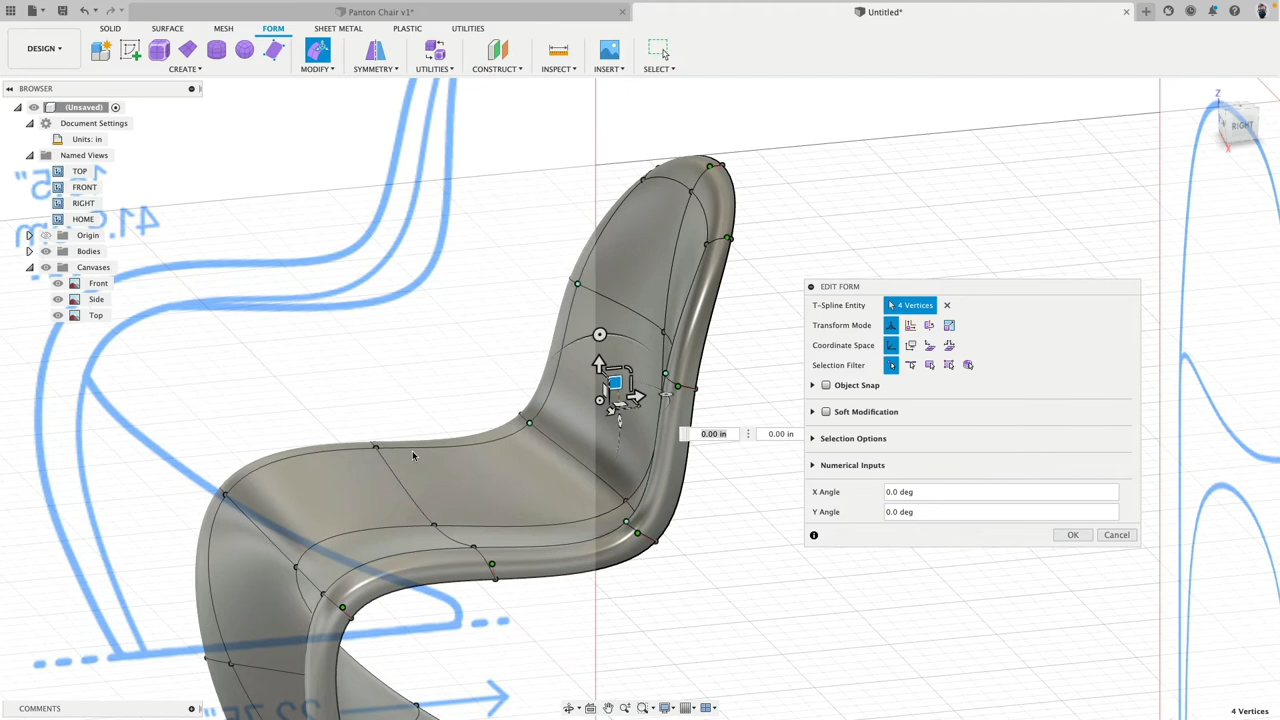 Panton Chair v1*
Untitled*
SOLID SURFACE MESH FORM SHEET METAL PLASTIC UTILITIES
DESIGN
CREATE MODIFY SYMMETRY UTILITIES CONSTRUCT INSPECT INSERT SELECT
BROWSER
(Unsaved)
Document Settings
Units: in
Named Views
TOP
FRONT
RIGHT
HOME
Origin
Bodies
Canvases
Front
Side
Top
Z
RIGHT
X
EDIT FORM
T-Spline Entity 4 Vertices
Transform Mode
Coordinate Space
Selection Filter
Object Snap
Soft Modification
Selection Options
Numerical Inputs
X Angle 0.0 deg
Y Angle 0.0 deg
OK Cancel
0.00 in 0.00 in
22.75"
COMMENTS
4 Vertices